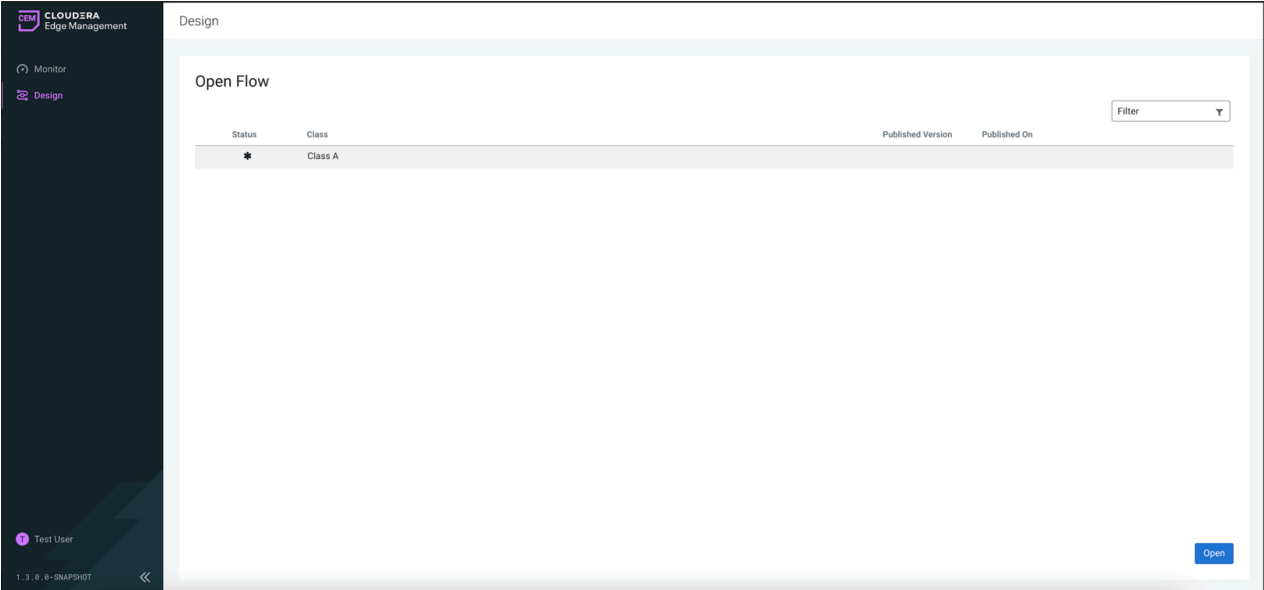 CEM CLOUDERA
Edge Management
Design
Monitor
Design
Open Flow
Filter
Status Class Published Version Published On
✱ Class A
T Test User
Open
1.3.0.0-SNAPSHOT